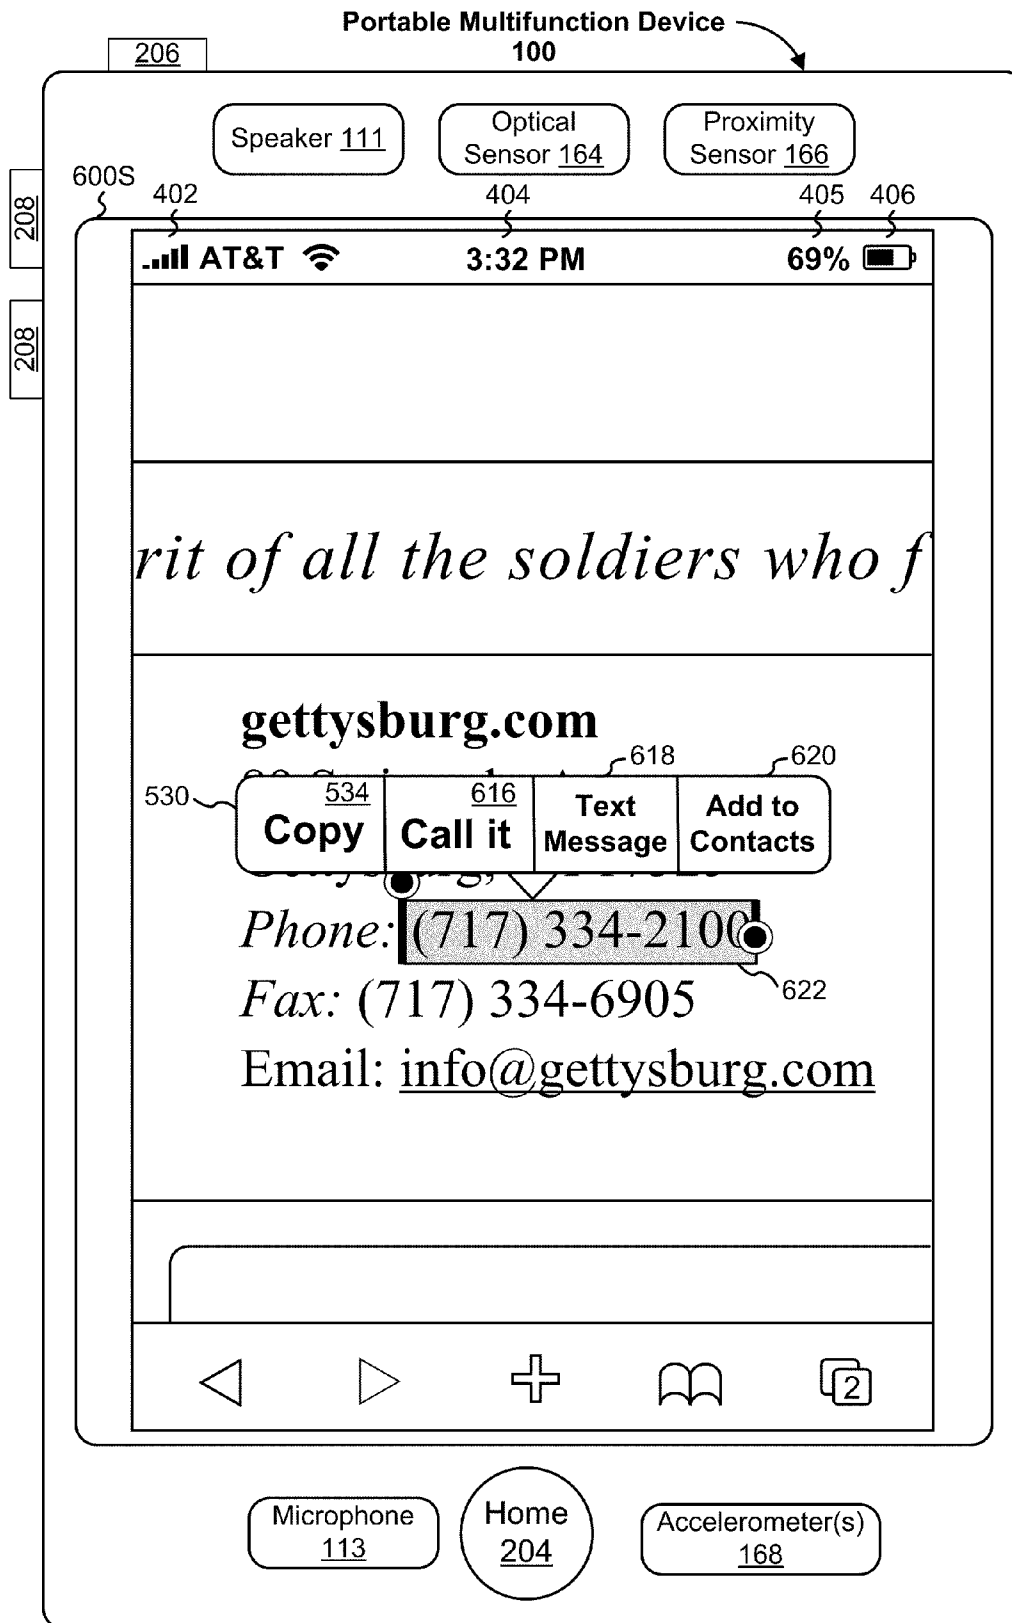 Portable Multifunction Device
100
206
Speaker 111
Optical
Sensor 164
Proximity
Sensor 166
208
208
600S
402
404
405
406
AT&T
3:32 PM
69%
rit of all the soldiers who f
gettysburg.com
530
618
620
Copy 534
Call it 616
Text
Message
Add to
Contacts
Phone: (717) 334-2100
622
Fax: (717) 334-6905
Email: info@gettysburg.com
2
Microphone
113
Home
204
Accelerometer(s)
168